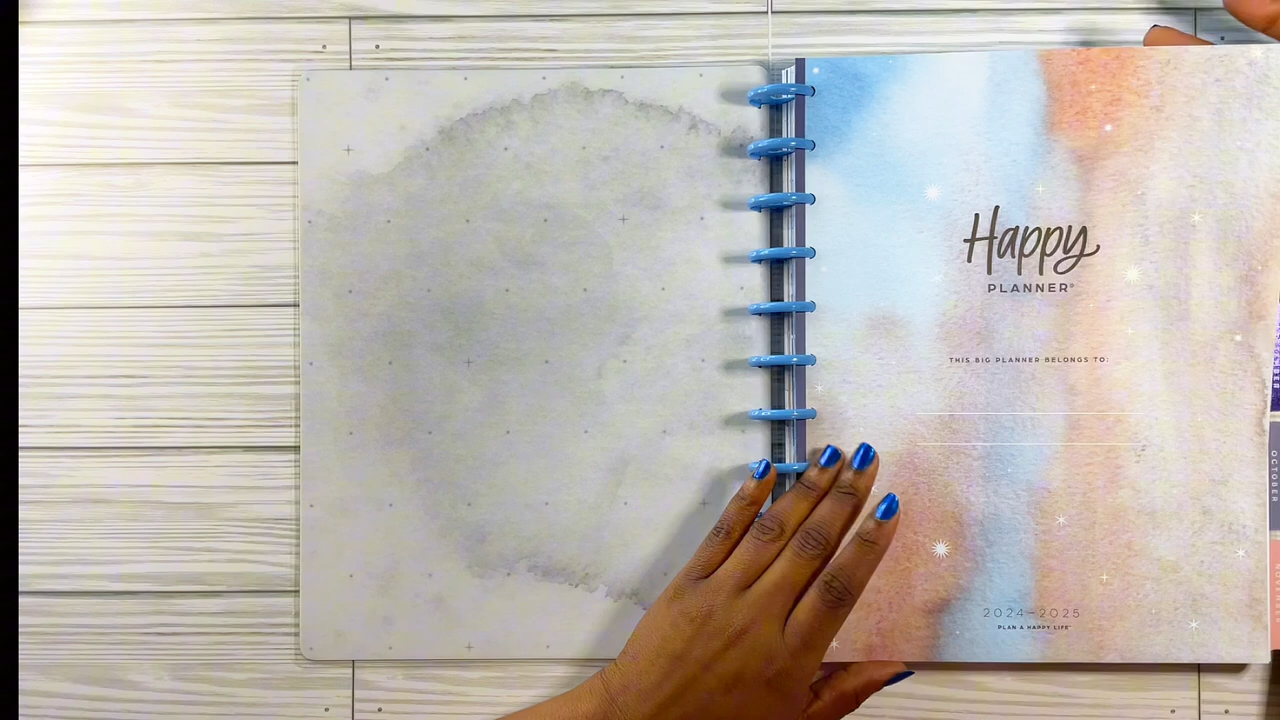 Happy
PLANNER®
THIS BIG PLANNER BELONGS TO:
2024-2025
PLAN A HAPPY LIFE™
OCTOBER